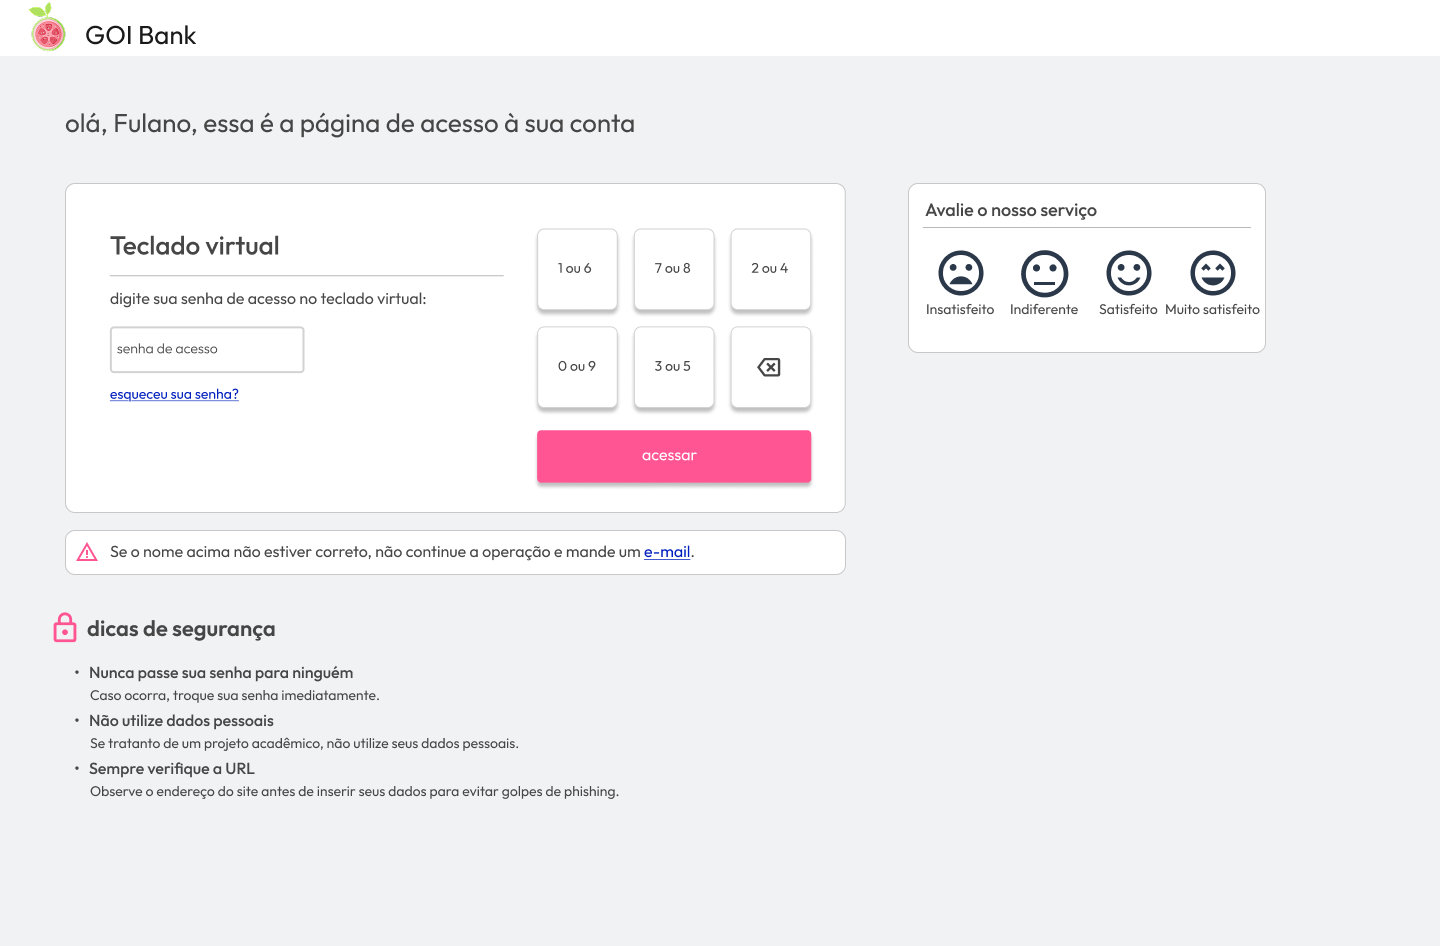 GOI Bank
olá, Fulano, essa é a página de acesso à sua conta
Teclado virtual
digite sua senha de acesso no teclado virtual:
senha de acesso
esqueceu sua senha?
1 ou 6
7 ou 8
2 ou 4
0 ou 9
3 ou 5
acessar
Avalie o nosso serviço
Insatisfeito
Indiferente
Satisfeito
Muito satisfeito
Se o nome acima não estiver correto, não continue a operação e mande um e-mail.
dicas de segurança
• Nunca passe sua senha para ninguém
Caso ocorra, troque sua senha imediatamente.
• Não utilize dados pessoais
Se tratanto de um projeto acadêmico, não utilize seus dados pessoais.
• Sempre verifique a URL
Observe o endereço do site antes de inserir seus dados para evitar golpes de phishing.